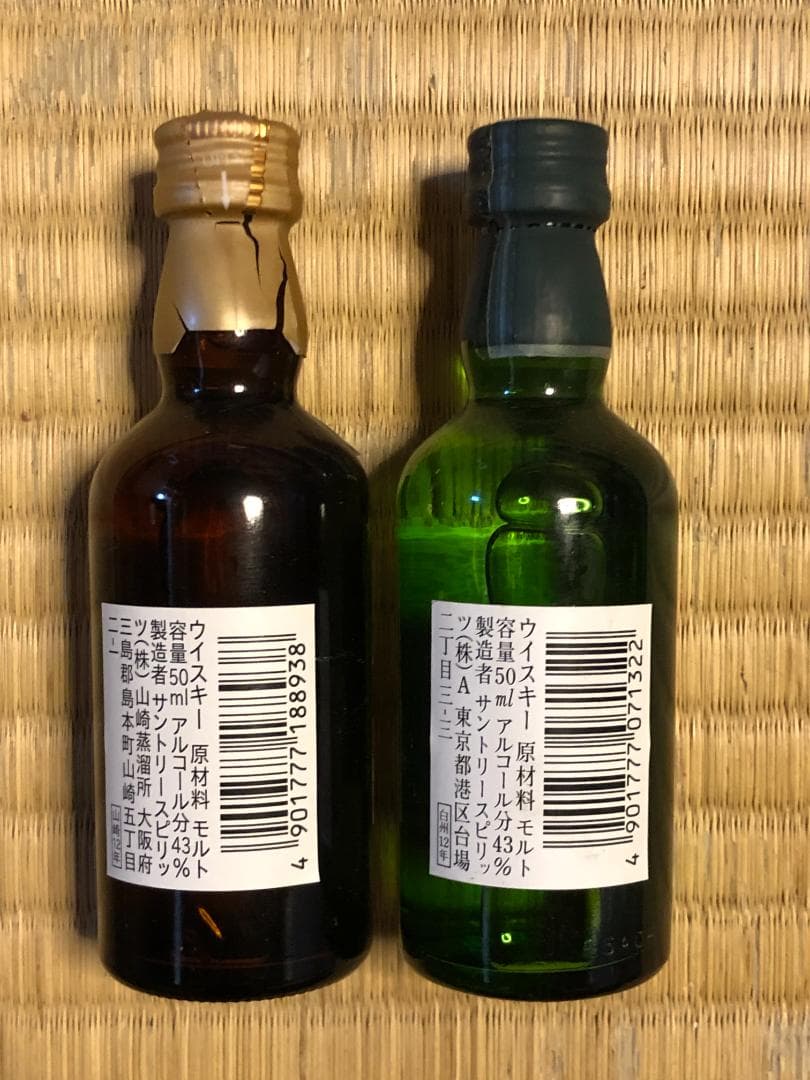 ウイスキー 原材料 モルト
容量50ml アルコール分43%
製造者 サントリースピリッ
ツ(株)山崎蒸溜所 大阪府
三島郡島本町山崎五丁目
二-一
山崎12年
4 901777 188938
ウイスキー 原材料 モルト
容量50ml アルコール分43%
製造者 サントリースピリッ
ツ(株)A 東京都港区台場
二丁目三-三
白州12年
4 901777 071322